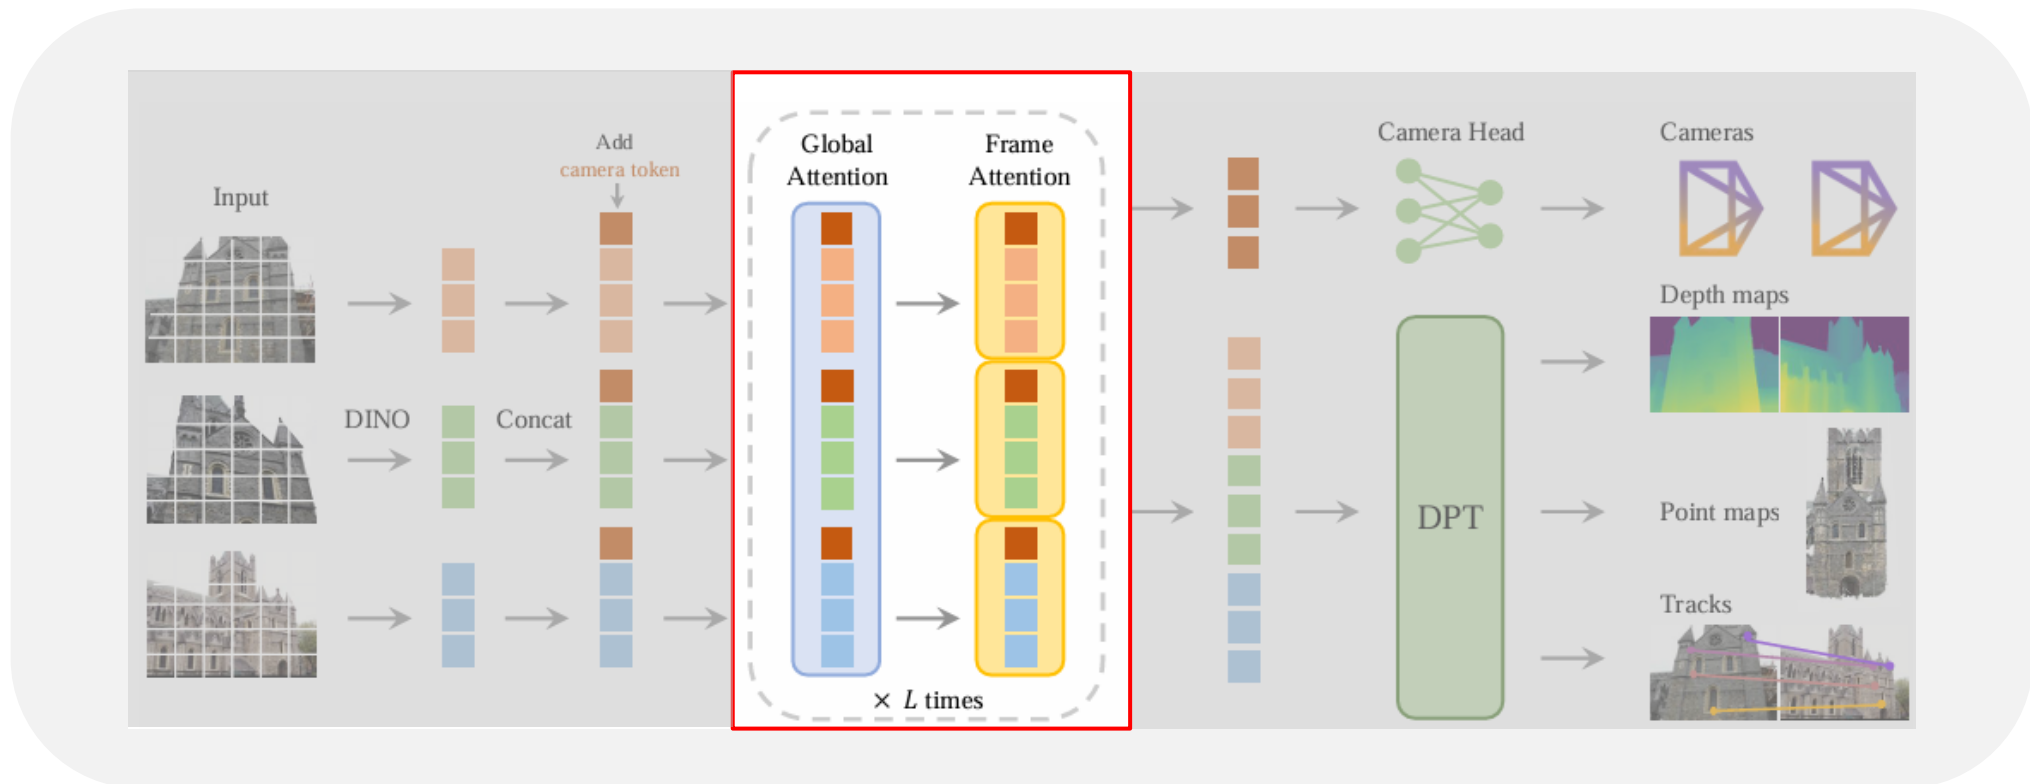 Input
DINO
Concat
Add
camera token
Global
Attention
Frame
Attention
× L times
Camera Head
DPT
Cameras
Depth maps
Point maps
Tracks